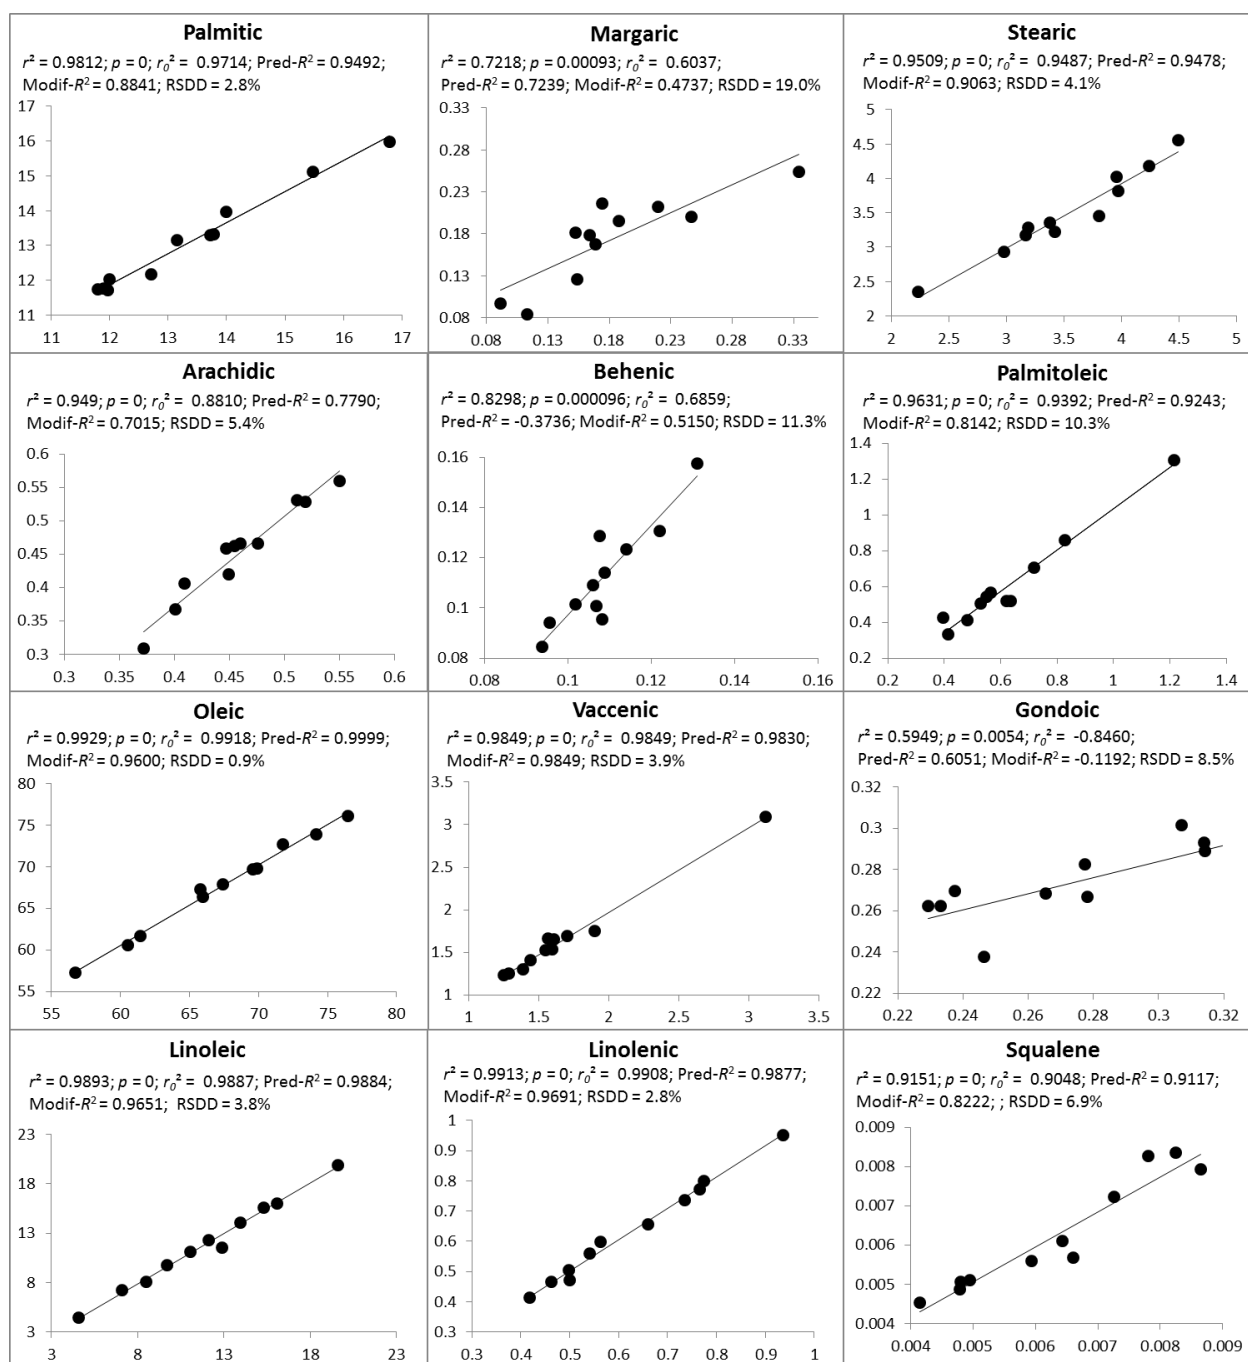 Palmitic
r² = 0.9812; p = 0; r₀² = 0.9714; Pred-R² = 0.9492;
Modif-R² = 0.8841; RSDD = 2.8%
17
16
15
14
13
12
11
11 12 13 14 15 16 17
Margaric
r² = 0.7218; p = 0.00093; r₀² = 0.6037;
Pred-R² = 0.7239; Modif-R² = 0.4737; RSDD = 19.0%
0.33
0.28
0.23
0.18
0.13
0.08
0.08 0.13 0.18 0.23 0.28 0.33
Stearic
r² = 0.9509; p = 0; r₀² = 0.9487; Pred-R² = 0.9478;
Modif-R² = 0.9063; RSDD = 4.1%
5
4.5
4
3.5
3
2.5
2
2 2.5 3 3.5 4 4.5 5
Arachidic
r² = 0.949; p = 0; r₀² = 0.8810; Pred-R² = 0.7790;
Modif-R² = 0.7015; RSDD = 5.4%
0.6
0.55
0.5
0.45
0.4
0.35
0.3
0.3 0.35 0.4 0.45 0.5 0.55 0.6
Behenic
r² = 0.8298; p = 0.000096; r₀² = 0.6859;
Pred-R² = -0.3736; Modif-R² = 0.5150; RSDD = 11.3%
0.16
0.14
0.12
0.1
0.08
0.08 0.1 0.12 0.14 0.16
Palmitoleic
r² = 0.9631; p = 0; r₀² = 0.9392; Pred-R² = 0.9243;
Modif-R² = 0.8142; RSDD = 10.3%
1.4
1.2
1
0.8
0.6
0.4
0.2
0.2 0.4 0.6 0.8 1 1.2 1.4
Oleic
r² = 0.9929; p = 0; r₀² = 0.9918; Pred-R² = 0.9999;
Modif-R² = 0.9600; RSDD = 0.9%
80
75
70
65
60
55
55 60 65 70 75 80
Vaccenic
r² = 0.9849; p = 0; r₀² = 0.9849; Pred-R² = 0.9830;
Modif-R² = 0.9849; RSDD = 3.9%
3.5
3
2.5
2
1.5
1
1 1.5 2 2.5 3 3.5
Gondoic
r² = 0.5949; p = 0.0054; r₀² = -0.8460;
Pred-R² = 0.6051; Modif-R² = -0.1192; RSDD = 8.5%
0.32
0.3
0.28
0.26
0.24
0.22
0.22 0.24 0.26 0.28 0.3 0.32
Linoleic
r² = 0.9893; p = 0; r₀² = 0.9887; Pred-R² = 0.9884;
Modif-R² = 0.9651; RSDD = 3.8%
23
18
13
8
3
3 8 13 18 23
Linolenic
r² = 0.9913; p = 0; r₀² = 0.9908; Pred-R² = 0.9877;
Modif-R² = 0.9691; RSDD = 2.8%
1
0.9
0.8
0.7
0.6
0.5
0.4
0.3
0.3 0.4 0.5 0.6 0.7 0.8 0.9 1
Squalene
r² = 0.9151; p = 0; r₀² = 0.9048; Pred-R² = 0.9117;
Modif-R² = 0.8222; ; RSDD = 6.9%
0.009
0.008
0.007
0.006
0.005
0.004
0.004 0.005 0.006 0.007 0.008 0.009